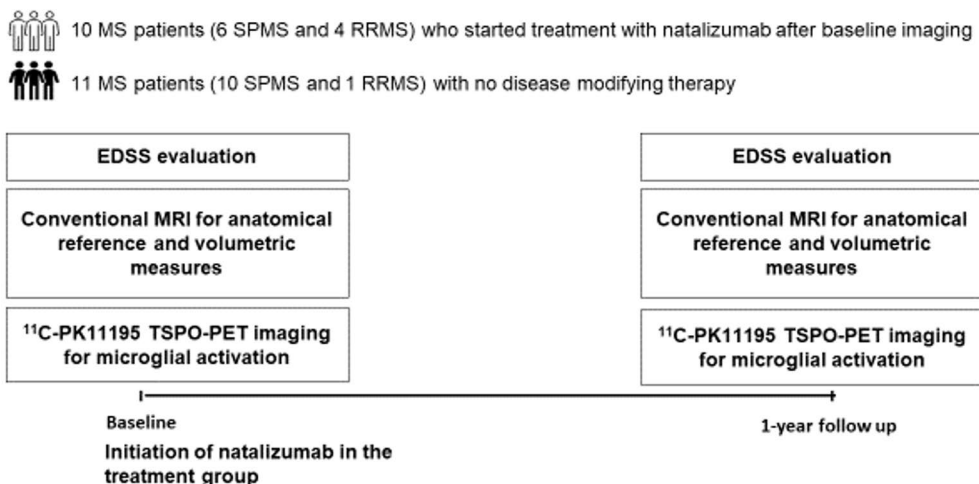 10 MS patients (6 SPMS and 4 RRMS) who started treatment with natalizumab after baseline imaging
11 MS patients (10 SPMS and 1 RRMS) with no disease modifying therapy
EDSS evaluation
Conventional MRI for anatomical
reference and volumetric
measures
¹¹C-PK11195 TSPO-PET imaging
for microglial activation
EDSS evaluation
Conventional MRI for anatomical
reference and volumetric
measures
¹¹C-PK11195 TSPO-PET imaging
for microglial activation
Baseline
Initiation of natalizumab in the
treatment group
1-year follow up